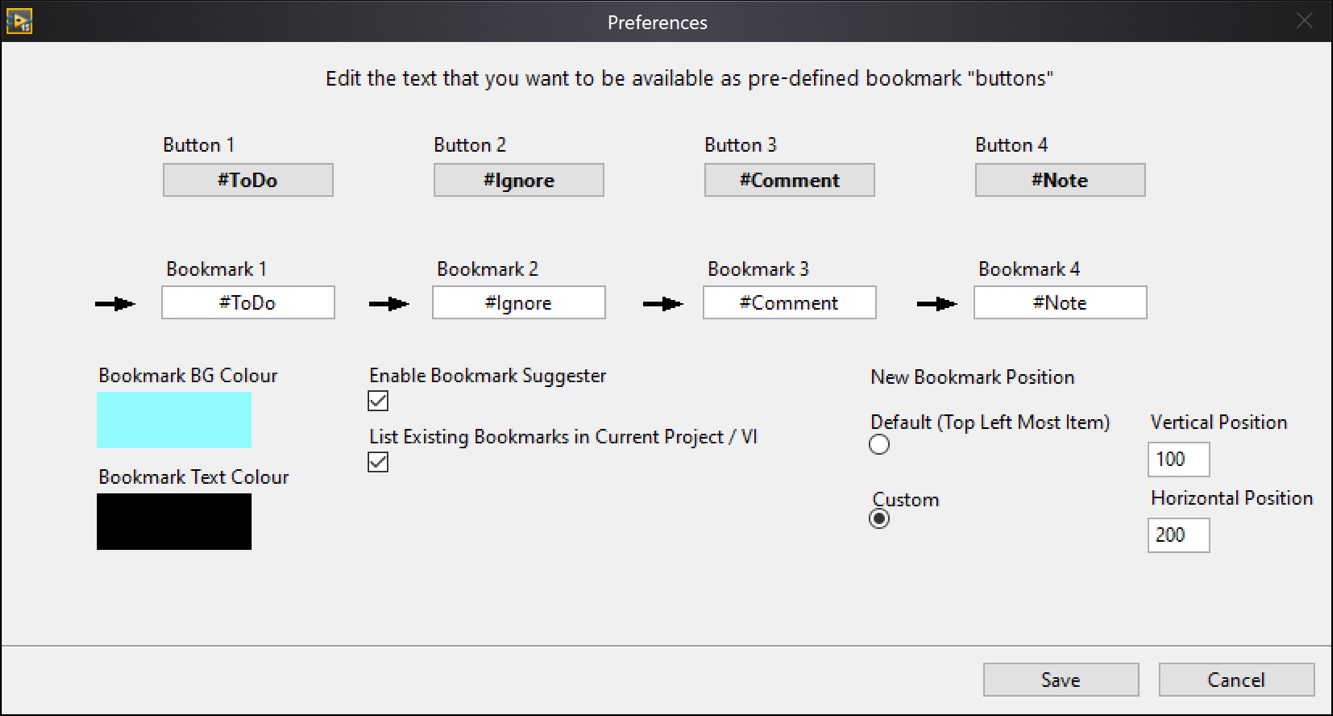 Preferences
Edit the text that you want to be available as pre-defined bookmark "buttons"
Button 1 Button 2 Button 3 Button 4
#ToDo #Ignore #Comment #Note
Bookmark 1 Bookmark 2 Bookmark 3 Bookmark 4
#ToDo #Ignore #Comment #Note
Bookmark BG Colour
Bookmark Text Colour
Enable Bookmark Suggester
List Existing Bookmarks in Current Project / VI
New Bookmark Position
Default (Top Left Most Item)
Custom
Vertical Position
100
Horizontal Position
200
Save Cancel